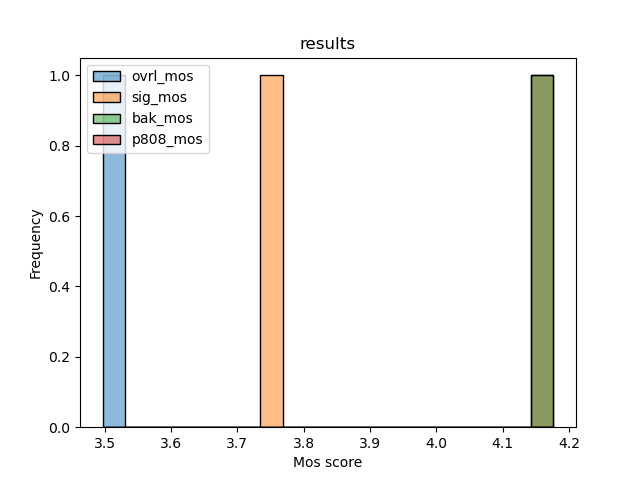 results
ovrl_mos
sig_mos
bak_mos
p808_mos
1.0
0.8
0.6
0.4
0.2
0.0
Frequency
3.5 3.6 3.7 3.8 3.9 4.0 4.1 4.2
Mos score